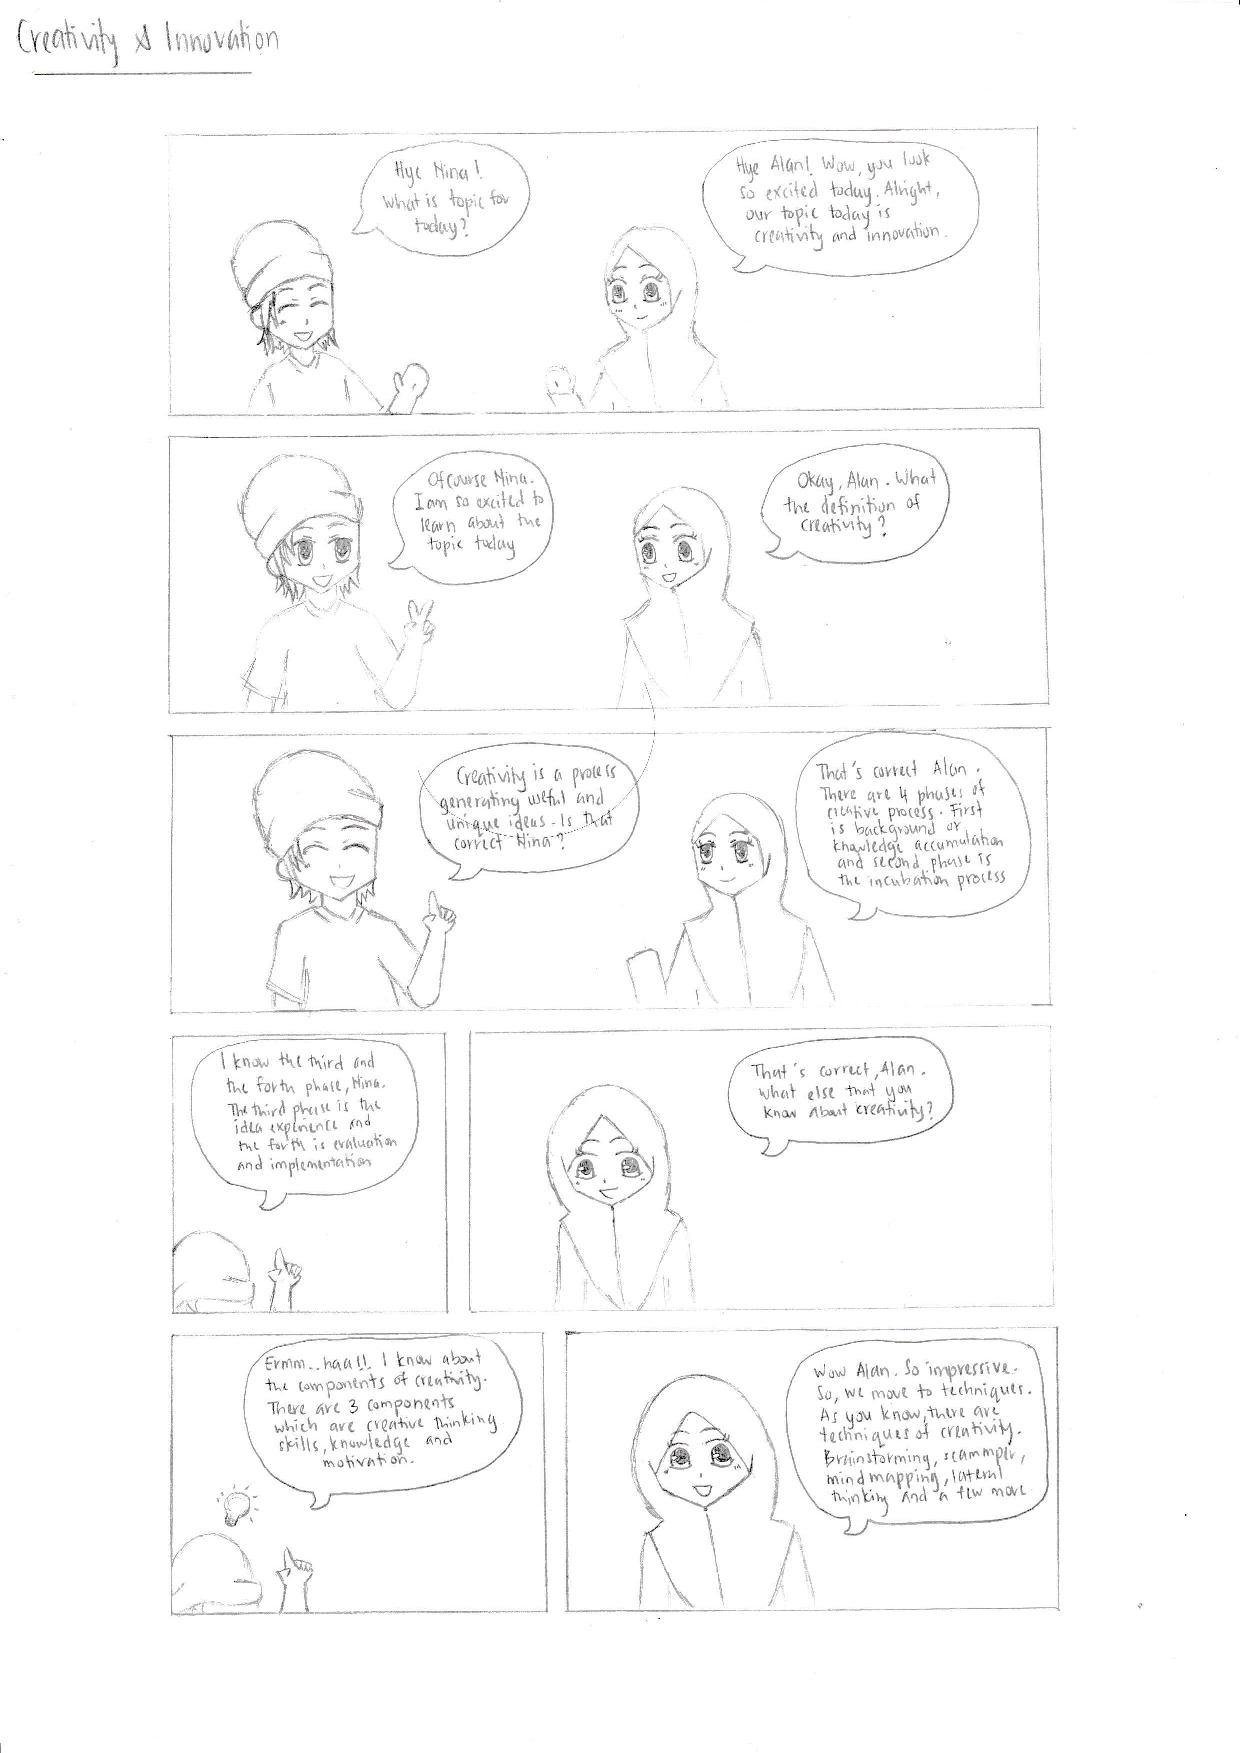 Creativity & Innovation
Hye Nina!
What is topic for
today?
Hye Alan! Wow, you look
so excited today. Alright,
our topic today is
creativity and innovation.
Ofcourse Nina.
I am so excited to
learn about the
topic today
Okay, Alan. What
the definition of
creativity?
Creativity is a process
generating useful and
unique ideas. Is that
correct Nina?
That's correct Alan.
There are 4 phases of
creative process. First
is background or
knowledge accumulation
and second phase is
the incubation process
I know the third and
the forth phase, Nina.
The third phase is the
idea experience and
the forth is evaluation
and implementation
That's correct, Alan.
What else that you
know about creativity?
Ermm..haa!! I know about
the components of creativity.
There are 3 components
which are creative thinking
skills, knowledge and
motivation.
Wow Alan. So impressive.
So, we move to techniques.
As you know, there are
techniques of creativity.
Brainstorming, scammper,
mind mapping, lateral
thinking and a few more